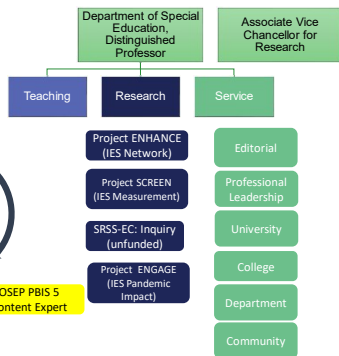 Department of Special
Education,
Distinguished
Professor
Associate Vice
Chancellor for
Research
Teaching
Research
Service
Project ENHANCE
(IES Network)
Project SCREEN
(IES Measurement)
SRSS-EC: Inquiry
(unfunded)
Project ENGAGE
(IES Pandemic
Impact)
Editorial
Professional
Leadership
University
College
Department
Community
OSEP PBIS 5
ontent Expert